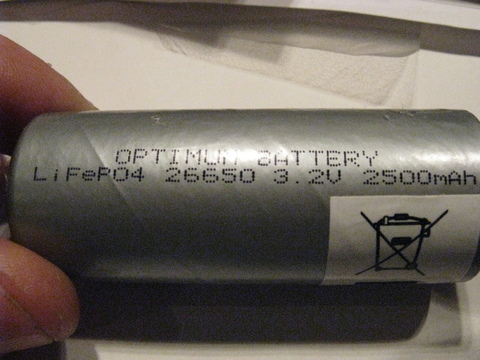 OPTIMUM BATTERY
LiFePO4 26650 3.2V 2500mAh